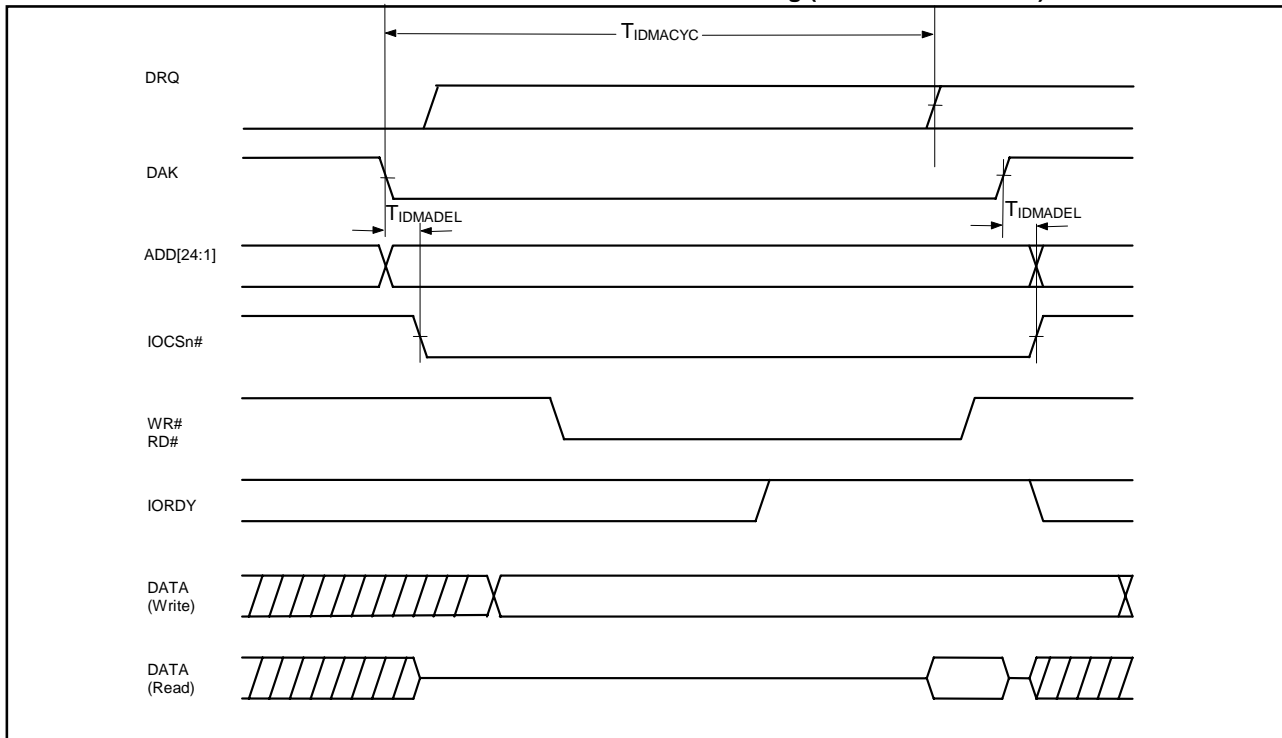 TIDMACYC
DRQ
DAK
TIDMADEL
TIDMADEL
ADD[24:1]
IOCSn#
WR#
RD#
IORDY
DATA
(Write)
DATA
(Read)